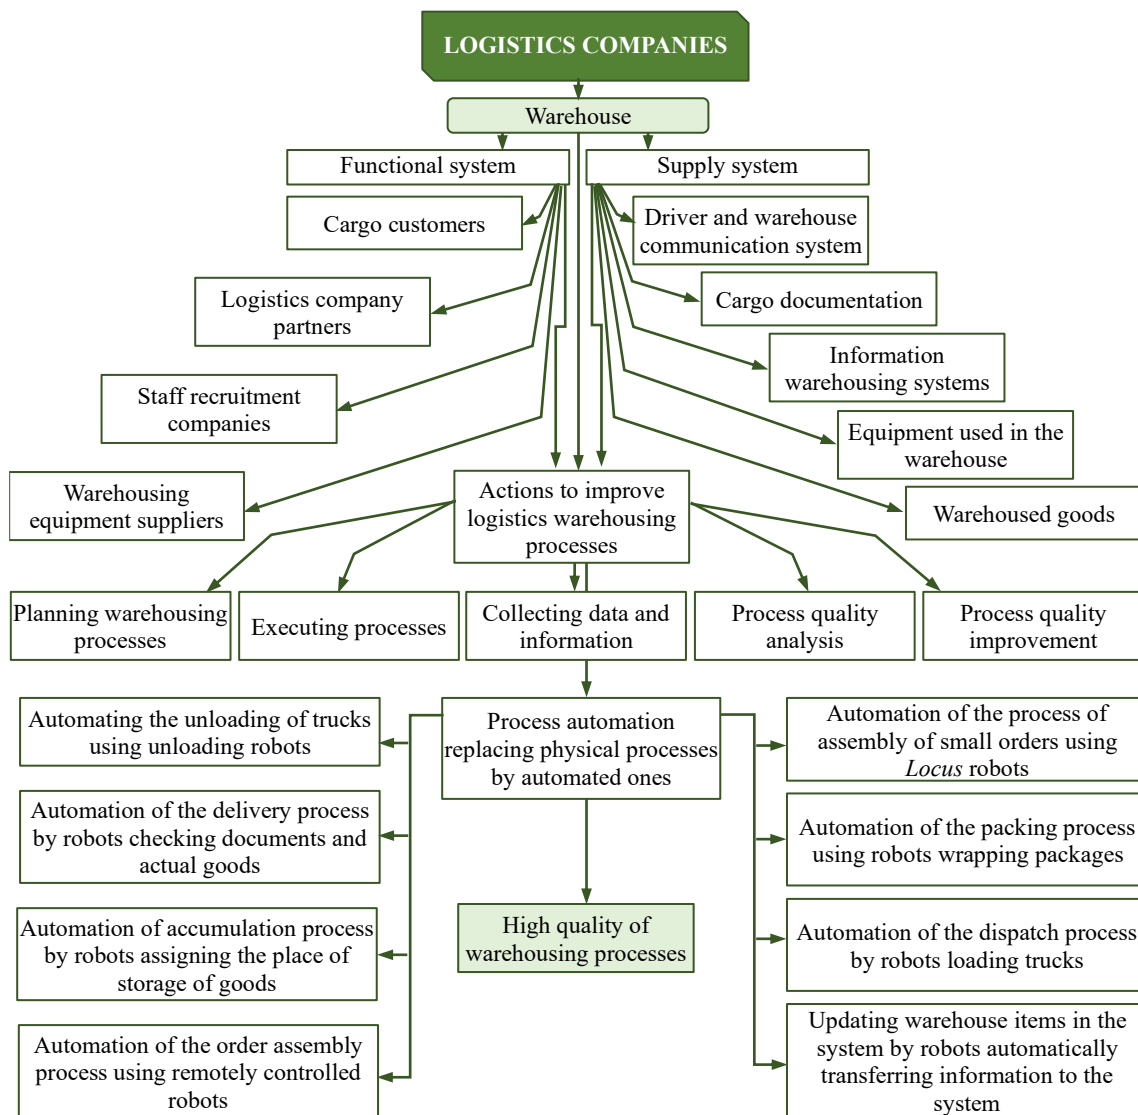 LOGISTICS COMPANIES
Warehouse
Functional system
Supply system
Cargo customers
Driver and warehouse
communication system
Logistics company
partners
Cargo documentation
Information
warehousing systems
Staff recruitment
companies
Equipment used in the
warehouse
Warehousing
equipment suppliers
Actions to improve
logistics warehousing
processes
Warehoused goods
Planning warehousing
processes
Executing processes
Collecting data and
information
Process quality
analysis
Process quality
improvement
Automating the unloading of trucks
using unloading robots
Process automation
replacing physical processes
by automated ones
Automation of the process of
assembly of small orders using
Locus robots
Automation of the delivery process
by robots checking documents and
actual goods
Automation of the packing process
using robots wrapping packages
Automation of accumulation process
by robots assigning the place of
storage of goods
High quality of
warehousing processes
Automation of the dispatch process
by robots loading trucks
Automation of the order assembly
process using remotely controlled
robots
Updating warehouse items in the
system by robots automatically
transferring information to the
system